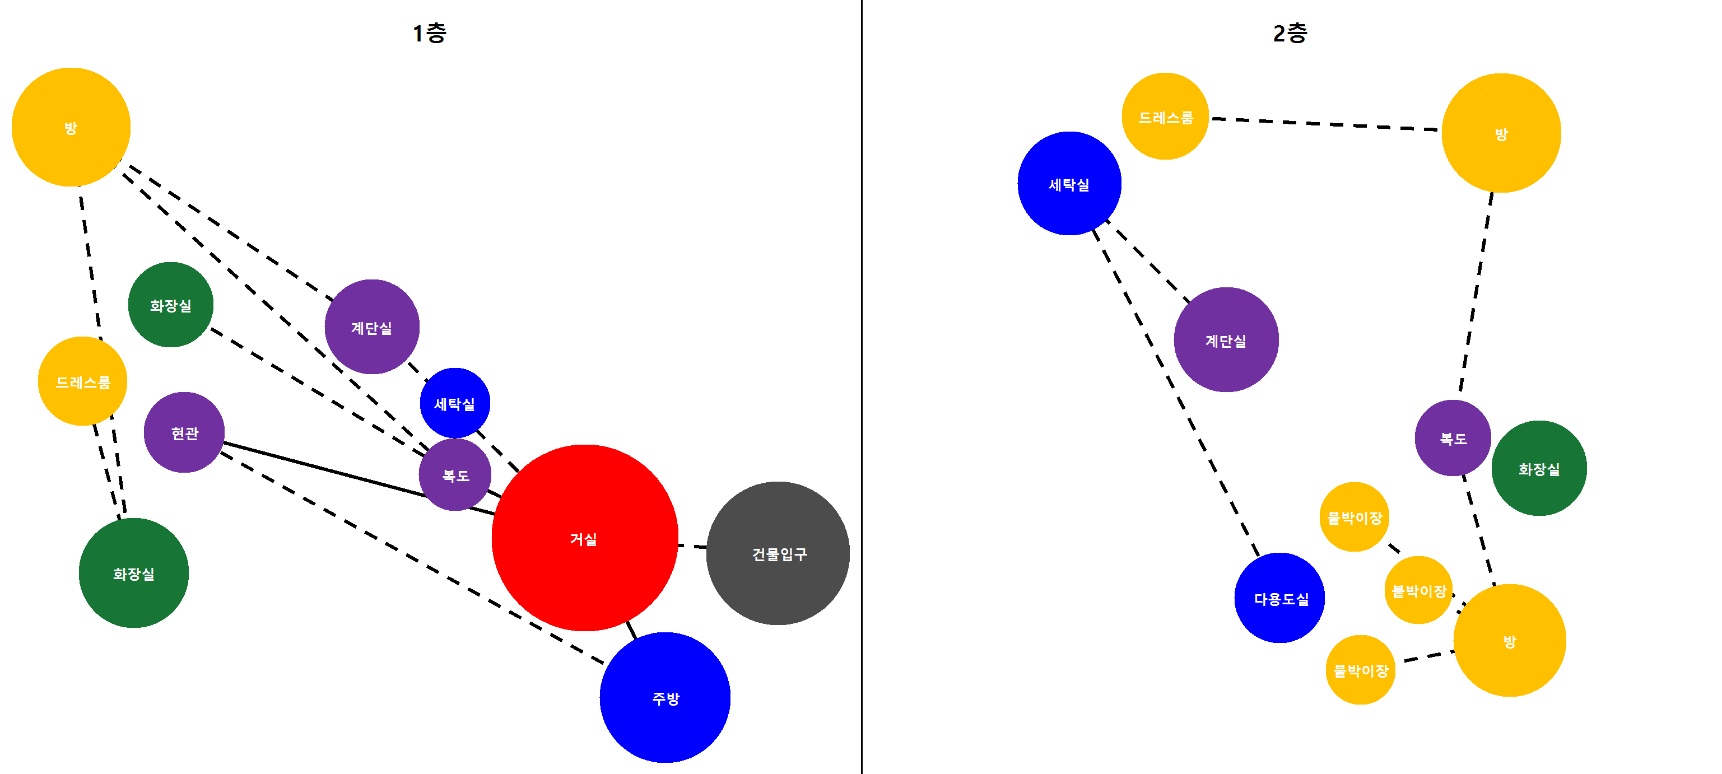 1층
방
화장실
계단실
드레스룸
세탁실
현관
복도
거실
건물입구
화장실
주방
2층
드레스룸
방
세탁실
계단실
복도
화장실
붙박이장
붙박이장
다용도실
방
붙박이장